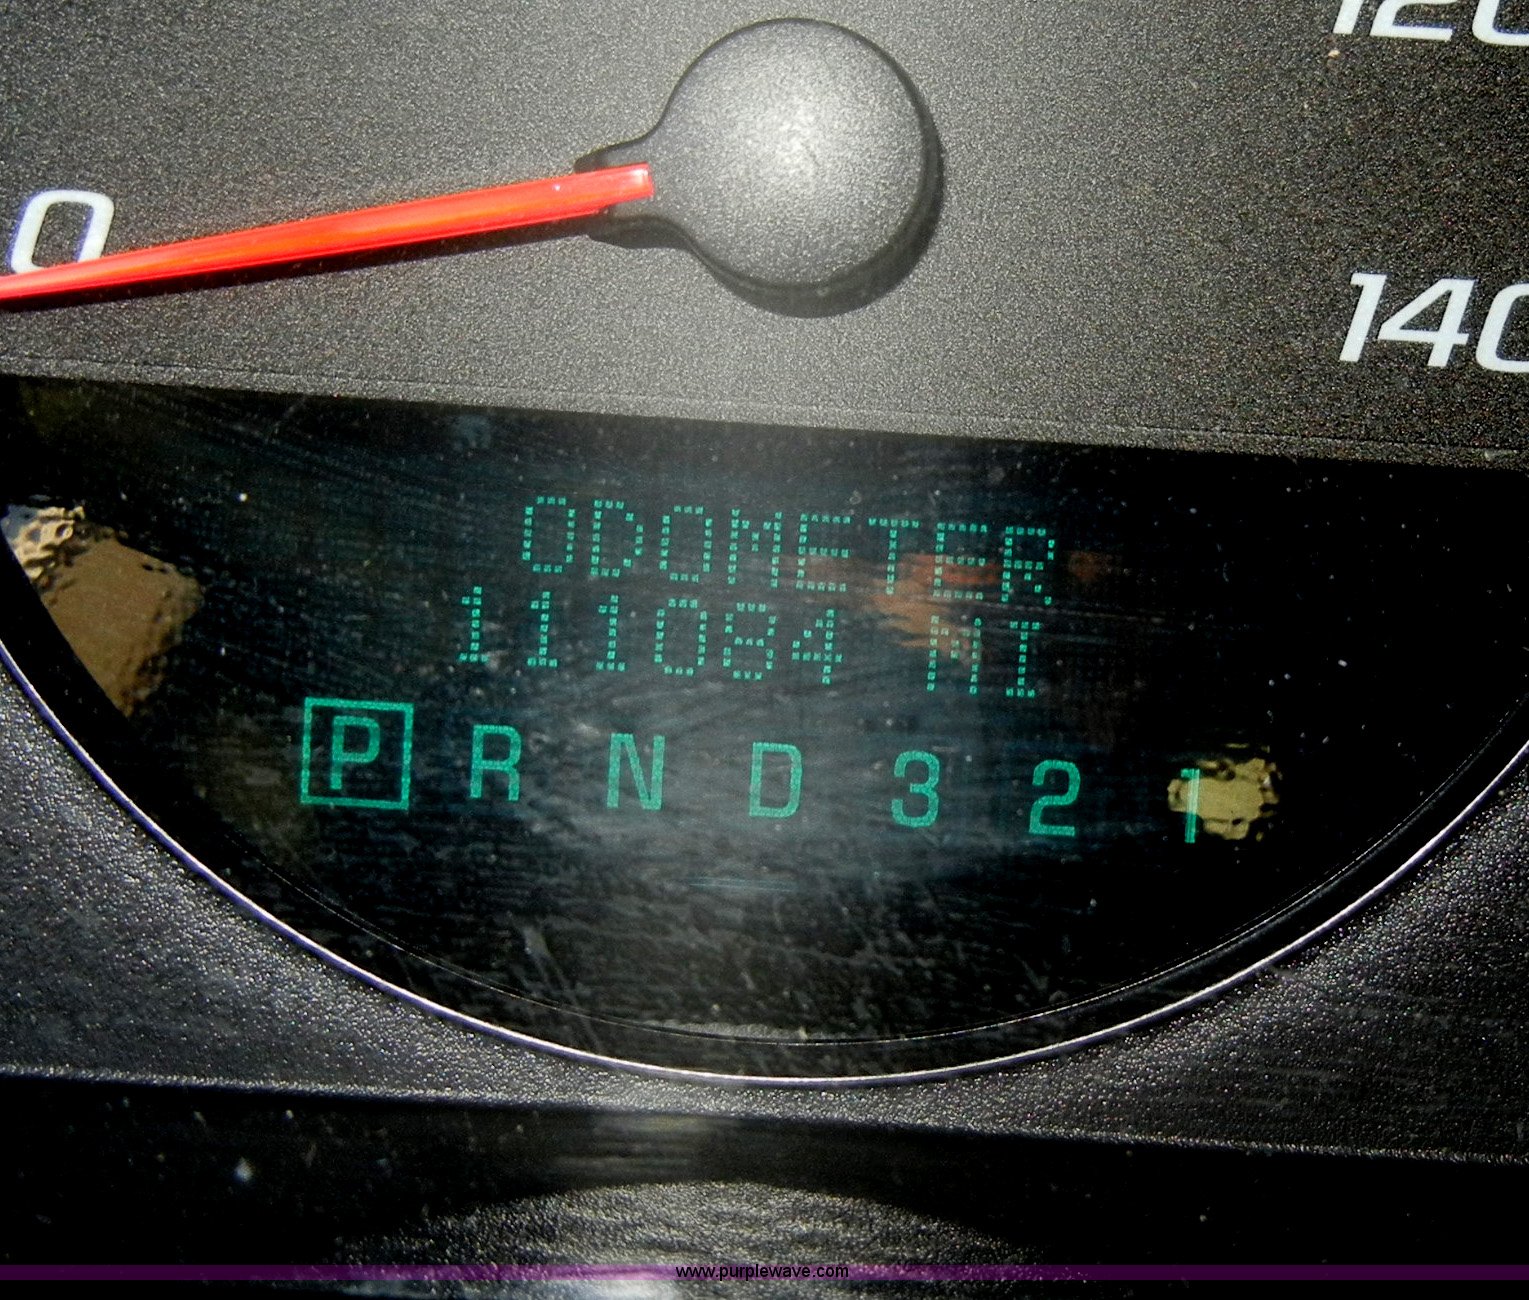 120
0
140
ODOMETER
111084 MI
P R N D 3 2 1
www.purplewave.com